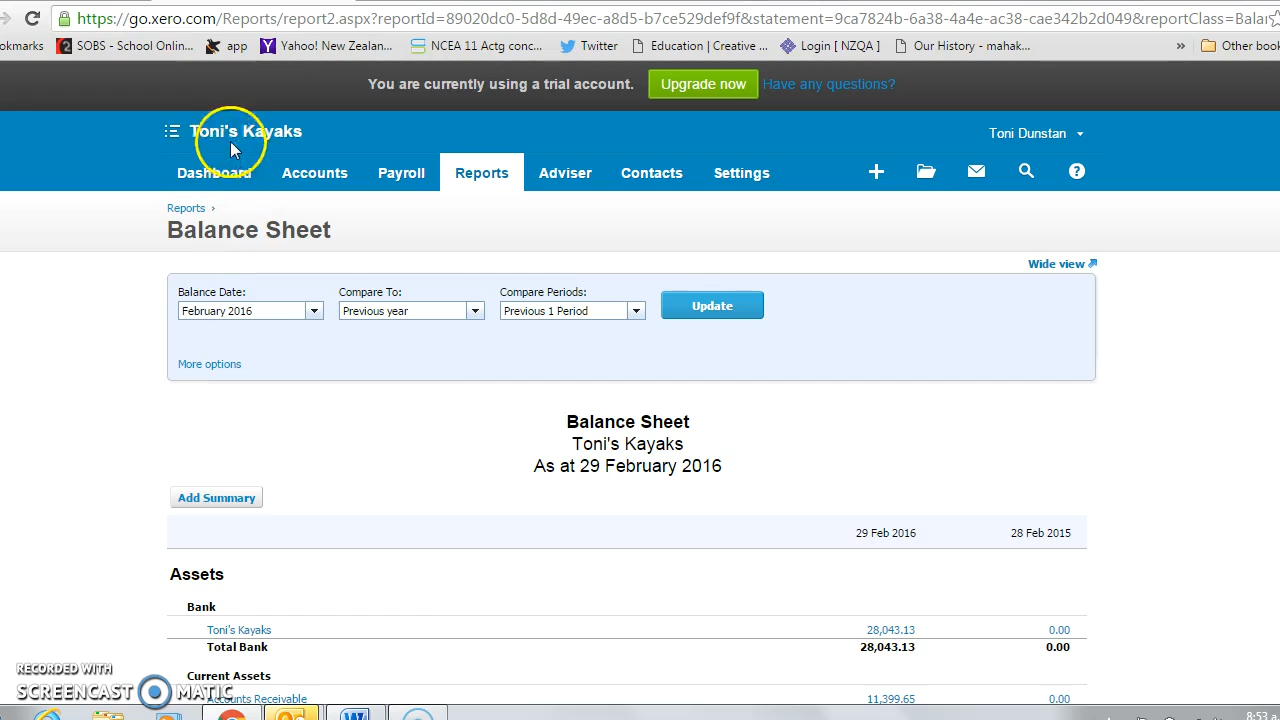 https://go.xero.com/Reports/report2.aspx?reportId=89020dc0-5d8d-49ec-a8d5-b7ce529def9f&statement=9ca7824b-6a38-4a4e-ac38-cae342b2d049&reportClass=Balar
okmarks SOBS - School Onlin... app Yahoo! New Zealan... NCEA 11 Actg conc... Twitter Education | Creative ... Login [ NZQA ] Our History - mahak... » Other book
You are currently using a trial account. Upgrade now Have any questions?
Toni's Kayaks Toni Dunstan
Dashboard Accounts Payroll Reports Adviser Contacts Settings
Reports ›
Balance Sheet
Wide view
Balance Date: Compare To: Compare Periods:
February 2016 Previous year Previous 1 Period Update
More options
Balance Sheet
Toni's Kayaks
As at 29 February 2016
Add Summary
29 Feb 2016 28 Feb 2015
Assets
Bank
Toni's Kayaks 28,043.13 0.00
Total Bank 28,043.13 0.00
Current Assets
Accounts Receivable 11,399.65 0.00
RECORDED WITH
SCREENCAST MATIC
8:53